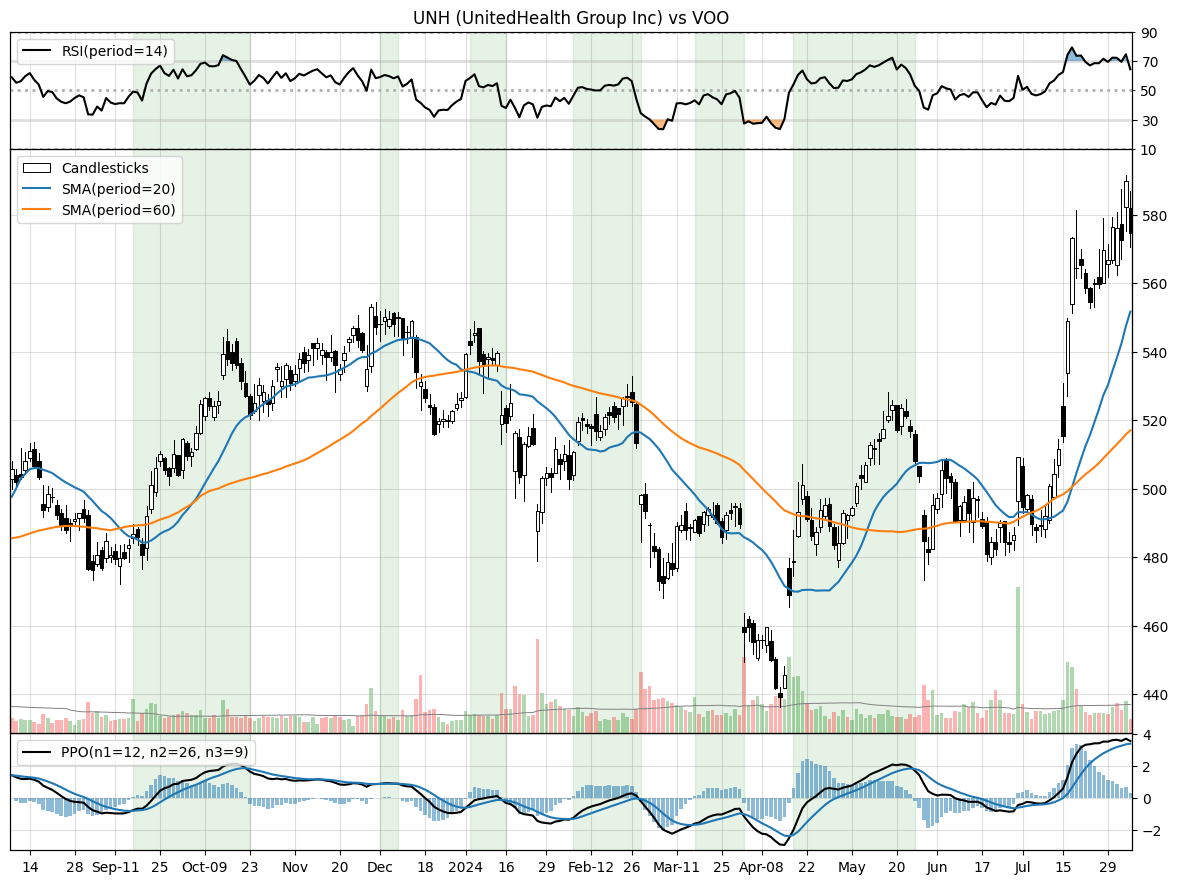 UNH (UnitedHealth Group Inc) vs VOO
RSI(period=14)
90
70
50
30
10
Candlesticks
SMA(period=20)
SMA(period=60)
580
560
540
520
500
480
460
440
PPO(n1=12, n2=26, n3=9)
4
2
0
−2
14 28 Sep-11 25 Oct-09 23 Nov 20 Dec 18 2024 16 29 Feb-12 26 Mar-11 25 Apr-08 22 May 20 Jun 17 Jul 15 29